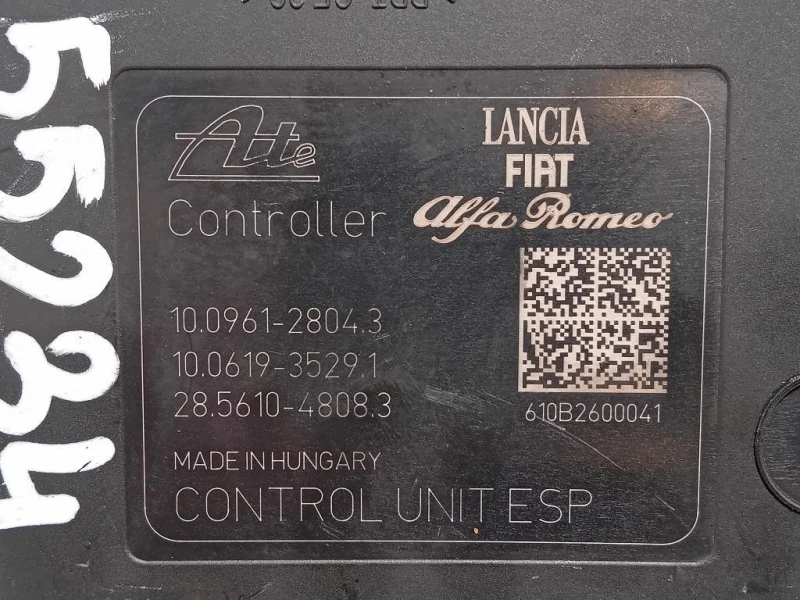 55234
Ate
Controller
LANCIA
FIAT
Alfa Romeo
10.0961-2804.3
10.0619-3529.1
28.5610-4808.3
610B2600041
MADE IN HUNGARY
CONTROL UNIT ESP